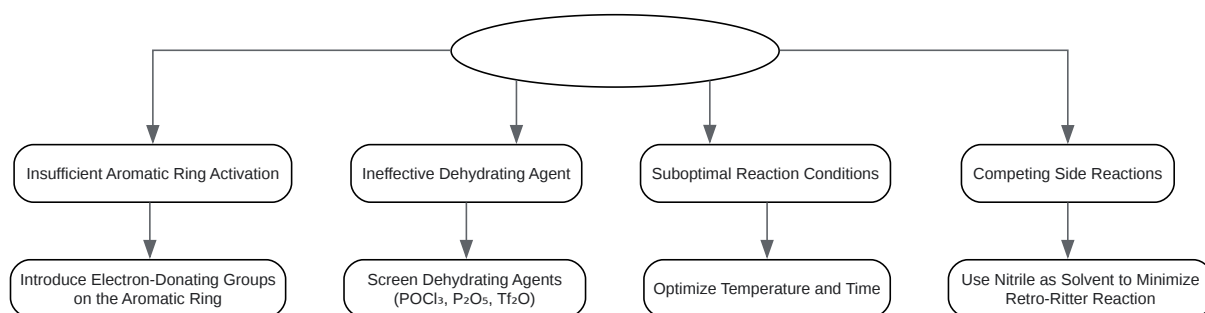 Insufficient Aromatic Ring Activation
Ineffective Dehydrating Agent
Suboptimal Reaction Conditions
Competing Side Reactions
Introduce Electron-Donating Groups
on the Aromatic Ring
Screen Dehydrating Agents
(POCl₃, P₂O₅, Tf₂O)
Optimize Temperature and Time
Use Nitrile as Solvent to Minimize
Retro-Ritter Reaction